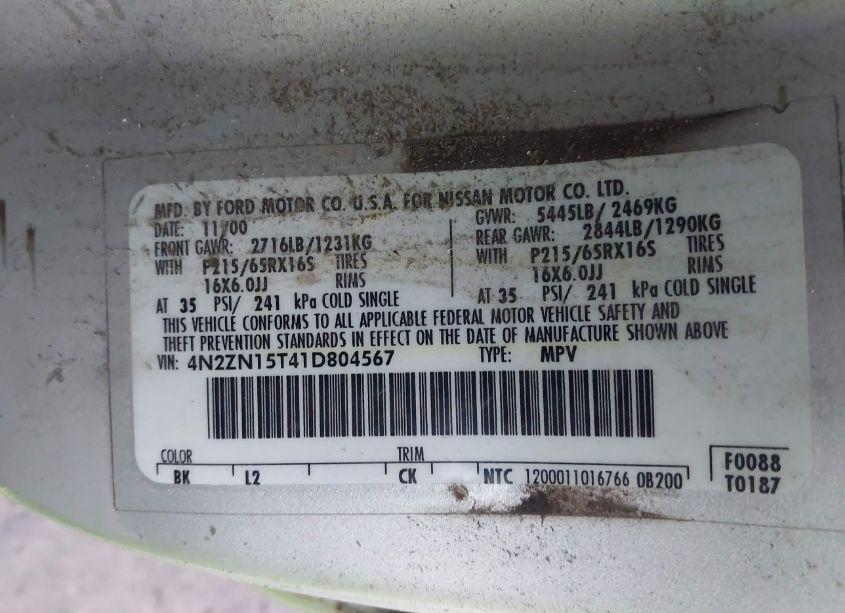 MFD. BY FORD MOTOR CO. U.S.A. FOR NISSAN MOTOR CO. LTD.
DATE: 11/00 GVWR: 5445LB/ 2469KG
FRONT GAWR: 2716LB/1231KG REAR GAWR: 2844LB/1290KG
WITH P215/65RX16S TIRES WITH P215/65RX16S TIRES
16X6.0JJ RIMS 16X6.0JJ RIMS
AT 35 PSI/ 241 kPa COLD SINGLE AT 35 PSI/ 241 kPa COLD SINGLE
THIS VEHICLE CONFORMS TO ALL APPLICABLE FEDERAL MOTOR VEHICLE SAFETY AND
THEFT PREVENTION STANDARDS IN EFFECT ON THE DATE OF MANUFACTURE SHOWN ABOVE
VIN: 4N2ZN15T41D804567 TYPE: MPV
COLOR TRIM F0088
BK L2 CK NTC 1200011016766 0B200 T0187